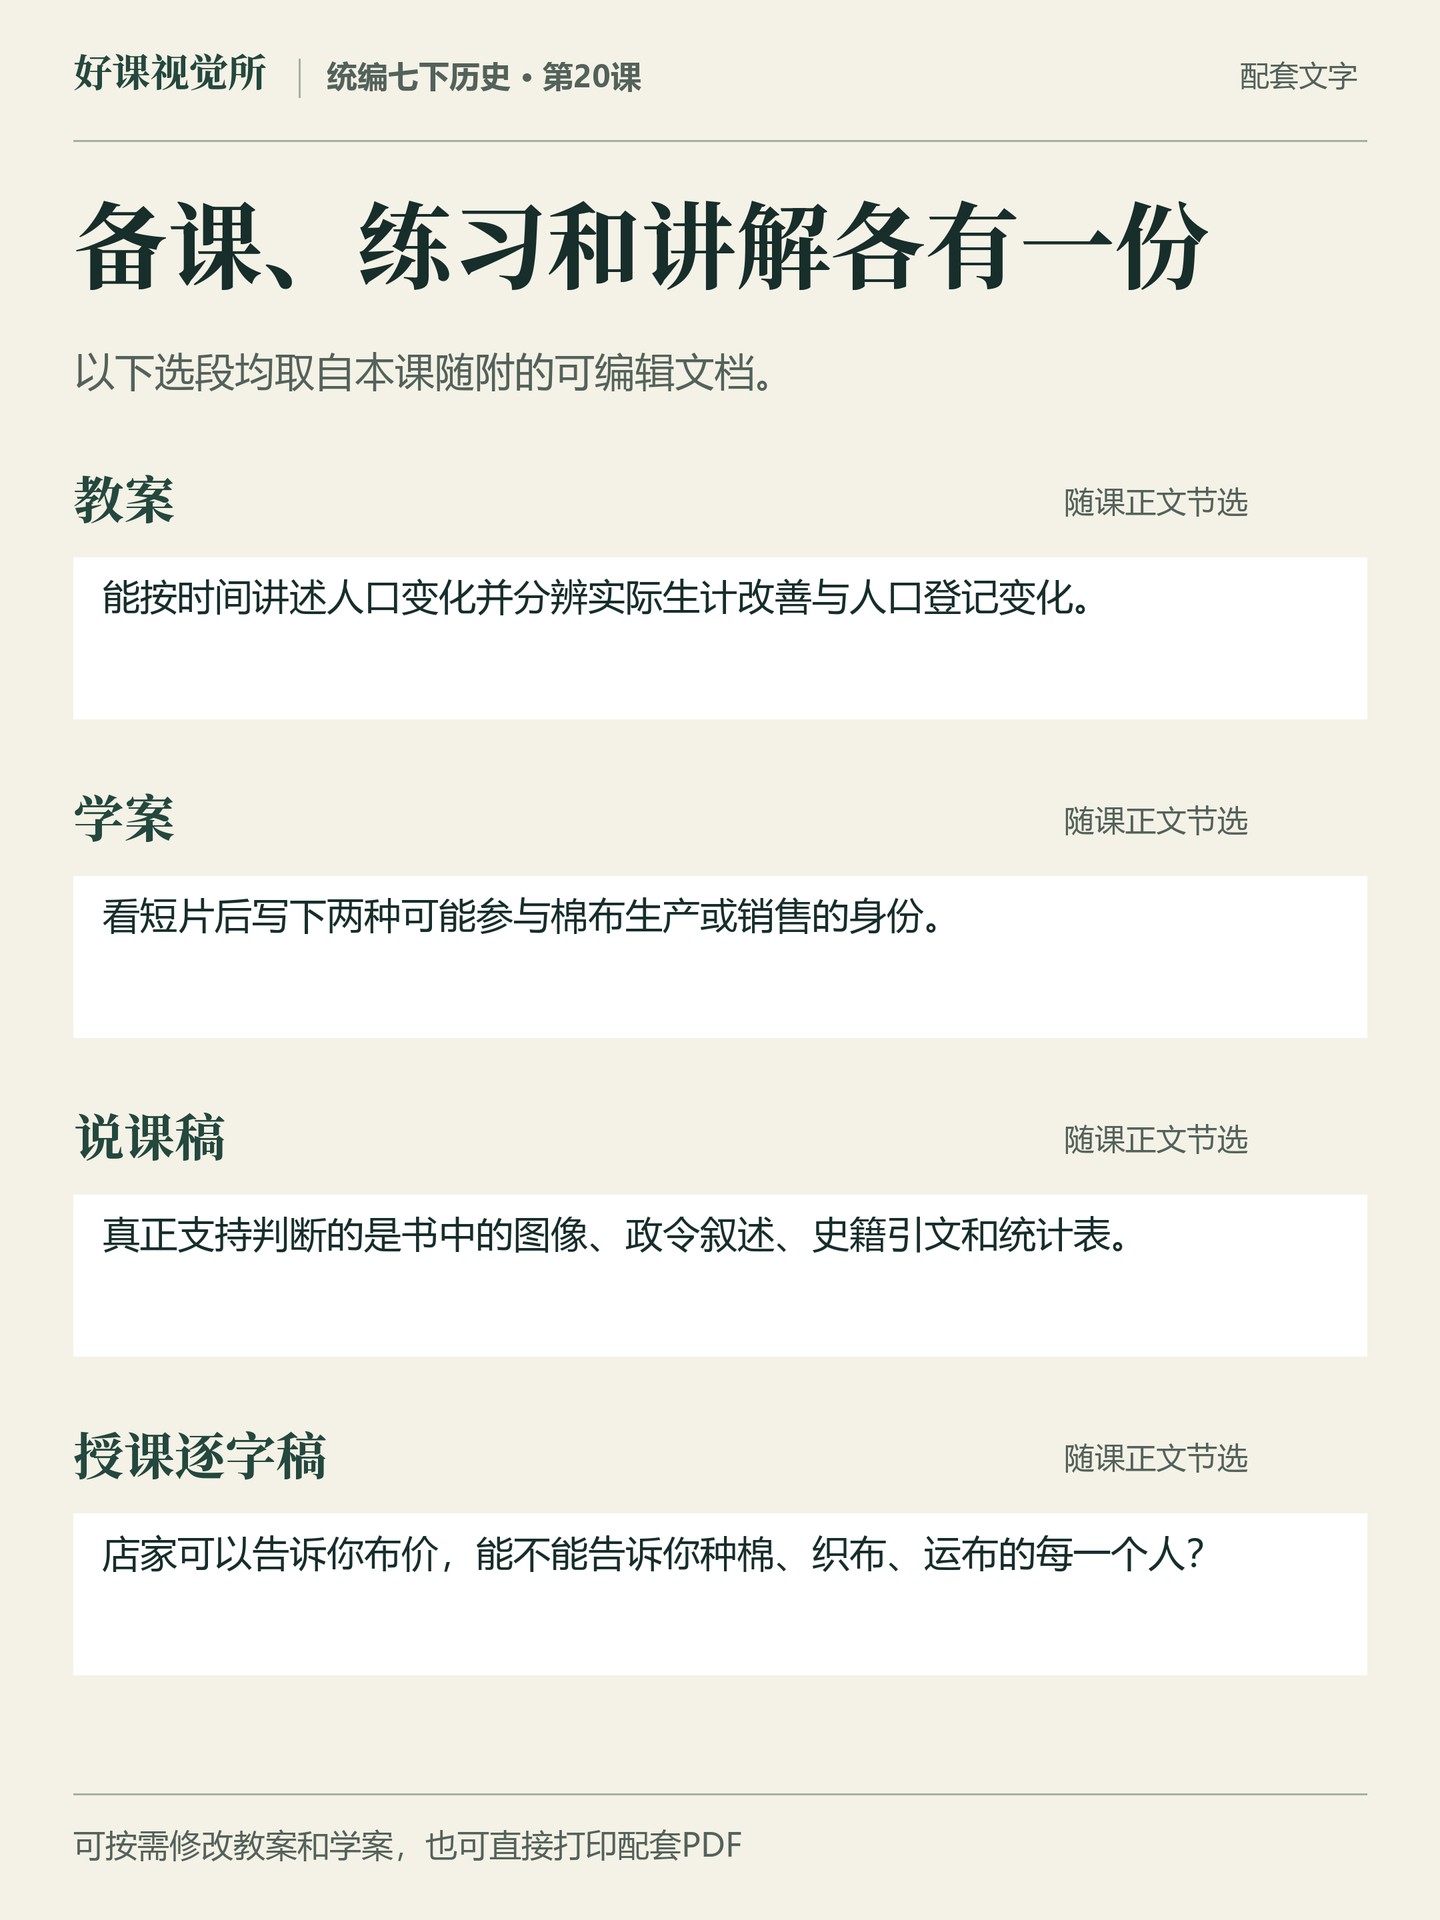 好课视觉所 统编七下历史·第20课 配套文字
备课、练习和讲解各有一份
以下选段均取自本课随附的可编辑文档。
教案 随课正文节选
能按时间讲述人口变化并分辨实际生计改善与人口登记变化。
学案 随课正文节选
看短片后写下两种可能参与棉布生产或销售的身份。
说课稿 随课正文节选
真正支持判断的是书中的图像、政令叙述、史籍引文和统计表。
授课逐字稿 随课正文节选
店家可以告诉你布价，能不能告诉你种棉、织布、运布的每一个人？
可按需修改教案和学案，也可直接打印配套PDF